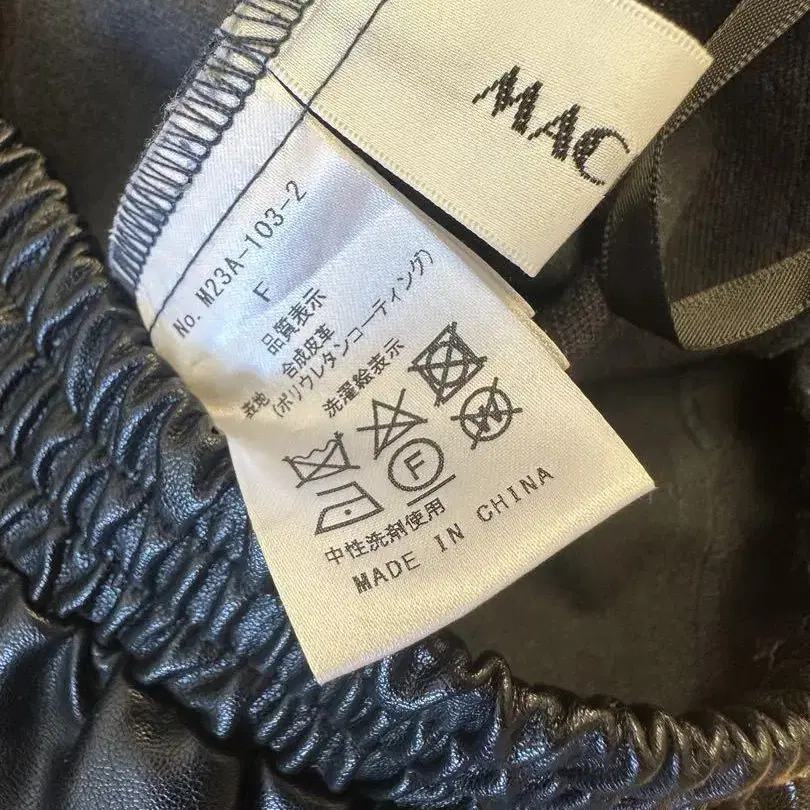 MAC
No. M23A-103-2
F
品質表示
表地 合成皮革
(ポリウレタンコーティング)
洗濯絵表示
W
F
中性洗剤使用
MADE IN CHINA